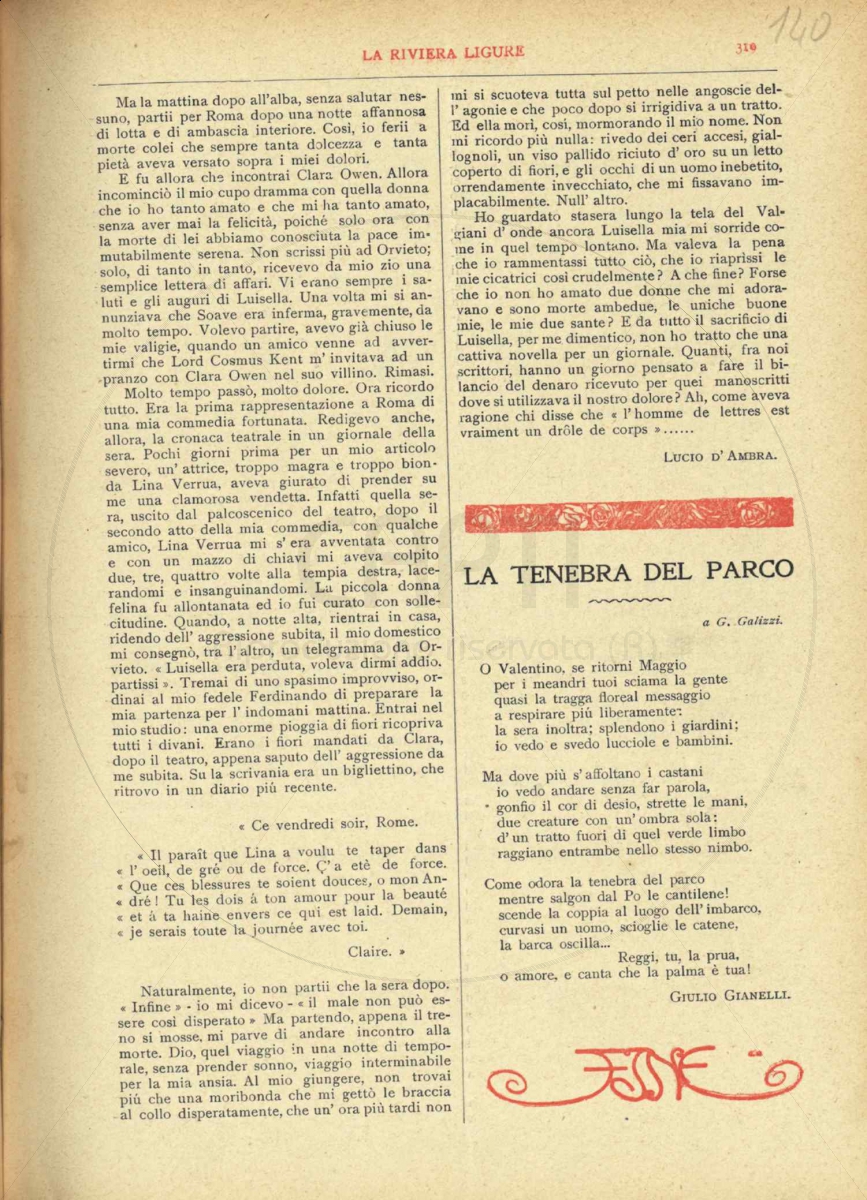 140
LA RIVIERA LIGURE
319
Ma la mattina dopo all'alba, senza salutar nes-
suno, partii per Roma dopo una notte affannosa
di lotta e di ambascia interiore. Così, io ferii a
morte colei che sempre tanta dolcezza e tanta
pietà aveva versato sopra i miei dolori.
E fu allora che incontrai Clara Owen. Allora
incominciò il mio cupo dramma con quella donna
che io ho tanto amato e che mi ha tanto amato,
senza aver mai la felicità, poiché solo ora con
la morte di lei abbiamo conosciuta la pace im-
mutabilmente serena. Non scrissi più ad Orvieto;
solo, di tanto in tanto, ricevevo da mio zio una
semplice lettera di affari. Vi erano sempre i sa-
luti e gli auguri di Luisella. Una volta mi si an-
nunziava che Soave era inferma, gravemente, da
molto tempo. Volevo partire, avevo già chiuso le
mie valigie, quando un amico venne ad avver-
tirmi che Lord Cosmus Kent m' invitava ad un
pranzo con Clara Owen nel suo villino. Rimasi.
Molto tempo passò, molto dolore. Ora ricordo
tutto. Era la prima rappresentazione a Roma di
una mia commedia fortunata. Redigevo anche,
allora, la cronaca teatrale in un giornale della
sera. Pochi giorni prima per un mio articolo
severo, un' attrice, troppo magra e troppo bion-
da Lina Verrua, aveva giurato di prender su
me una clamorosa vendetta. Infatti quella se-
ra, uscito dal palcoscenico del teatro, dopo il
secondo atto della mia commedia, con qualche
amico, Lina Verrua mi s' era avventata contro
e con un mazzo di chiavi mi aveva colpito
due, tre, quattro volte alla tempia destra, lace-
randomi e insanguinandomi. La piccola donna
felina fu allontanata ed io fui curato con solle-
citudine. Quando, a notte alta, rientrai in casa,
ridendo dell' aggressione subita, il mio domestico
mi consegnò, tra l' altro, un telegramma da Or-
vieto. « Luisella era perduta, voleva dirmi addio.
partissi ». Tremai di uno spasimo improvviso, or-
dinai al mio fedele Ferdinando di preparare la
mia partenza per l' indomani mattina. Entrai nel
mio studio: una enorme pioggia di fiori ricopriva
tutti i divani. Erano i fiori mandati da Clara,
dopo il teatro, appena saputo dell' aggressione da
me subita. Su la scrivania era un bigliettino, che
ritrovo in un diario più recente.
« Ce vendredi soir, Rome.
« Il paraît que Lina a voulu te taper dans
« l' oeil, de gré ou de force. Ç' a etè de force.
« Que ces blessures te soient douces, o mon An-
« dré ! Tu les dois á ton amour pour la beauté
« et á ta haine envers ce qui est laid. Demain,
« je serais toute la journée avec toi.
Claire. »
Naturalmente, io non partii che la sera dopo.
« Infine » - io mi dicevo - « il male non può es-
sere così disperato » Ma partendo, appena il tre-
no si mosse, mi parve di andare incontro alla
morte. Dio, quel viaggio in una notte di tempo-
rale, senza prender sonno, viaggio interminabile
per la mia ansia. Al mio giungere, non trovai
più che una moribonda che mi gettò le braccia
al collo disperatamente, che un' ora più tardi non
mi si scuoteva tutta sul petto nelle angoscie del-
l' agonie e che poco dopo si irrigidiva a un tratto.
Ed ella morì, così, mormorando il mio nome. Non
mi ricordo più nulla: rivedo dei ceri accesi, gial-
lognoli, un viso pallido riciuto d' oro su un letto
coperto di fiori, e gli occhi di un uomo inebetito,
orrendamente invecchiato, che mi fissavano im-
placabilmente. Null' altro.
Ho guardato stasera lungo la tela del Val-
giani d' onde ancora Luisella mia mi sorride co-
me in quel tempo lontano. Ma valeva la pena
che io rammentassi tutto ciò, che io riaprissi le
mie cicatrici così crudelmente ? A che fine? Forse
che io non ho amato due donne che mi adora-
vano e sono morte ambedue, le uniche buone
mie, le mie due sante ? E da tutto il sacrificio di
Luisella, per me dimentico, non ho tratto che una
cattiva novella per un giornale. Quanti, fra noi
scrittori, hanno un giorno pensato a fare il bi-
lancio del denaro ricevuto per quei manoscritti
dove si utilizzava il nostro dolore ? Ah, come aveva
ragione chi disse che « l' homme de lettres est
vraiment un drôle de corps »......
LUCIO D' AMBRA.
LA TENEBRA DEL PARCO
a G. Galizzi.
O Valentino, se ritorni Maggio
per i meandri tuoi sciama la gente
quasi la tragga floreal messaggio
a respirare più liberamente:
la sera inoltra; splendono i giardini;
io vedo e svedo lucciole e bambini.
Ma dove più s' affoltano i castani
io vedo andare senza far parola,
gonfio il cor di desio, strette le mani,
due creature con un' ombra sola:
d' un tratto fuori di quel verde limbo
raggiano entrambe nello stesso nimbo.
Come odora la tenebra del parco
mentre salgon dal Po le cantilene!
scende la coppia al luogo dell' imbarco,
curvasi un uomo, scioglie le catene,
la barca oscilla...
Reggi, tu, la prua,
o amore, e canta che la palma è tua!
GIULIO GIANELLI.